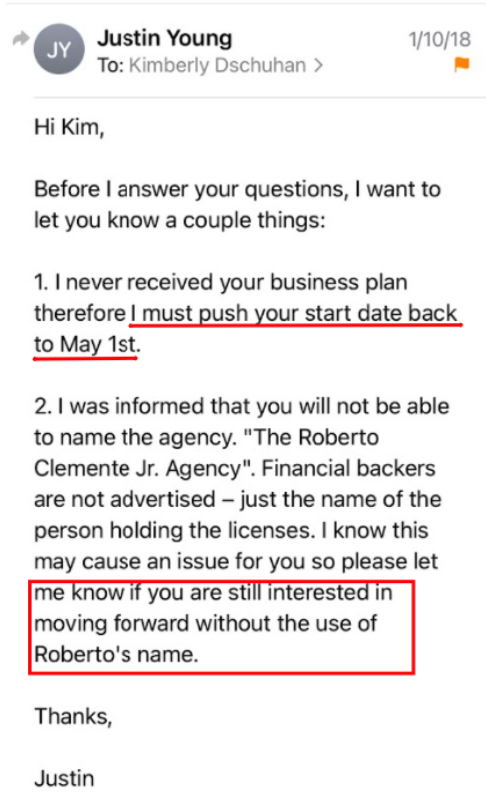 JY
Justin Young
1/10/18
To: Kimberly Dschuhan >
Hi Kim,
Before I answer your questions, I want to
let you know a couple things:
1. I never received your business plan
therefore I must push your start date back
to May 1st.
2. I was informed that you will not be able
to name the agency. "The Roberto
Clemente Jr. Agency". Financial backers
are not advertised – just the name of the
person holding the licenses. I know this
may cause an issue for you so please let
me know if you are still interested in
moving forward without the use of
Roberto's name.
Thanks,
Justin